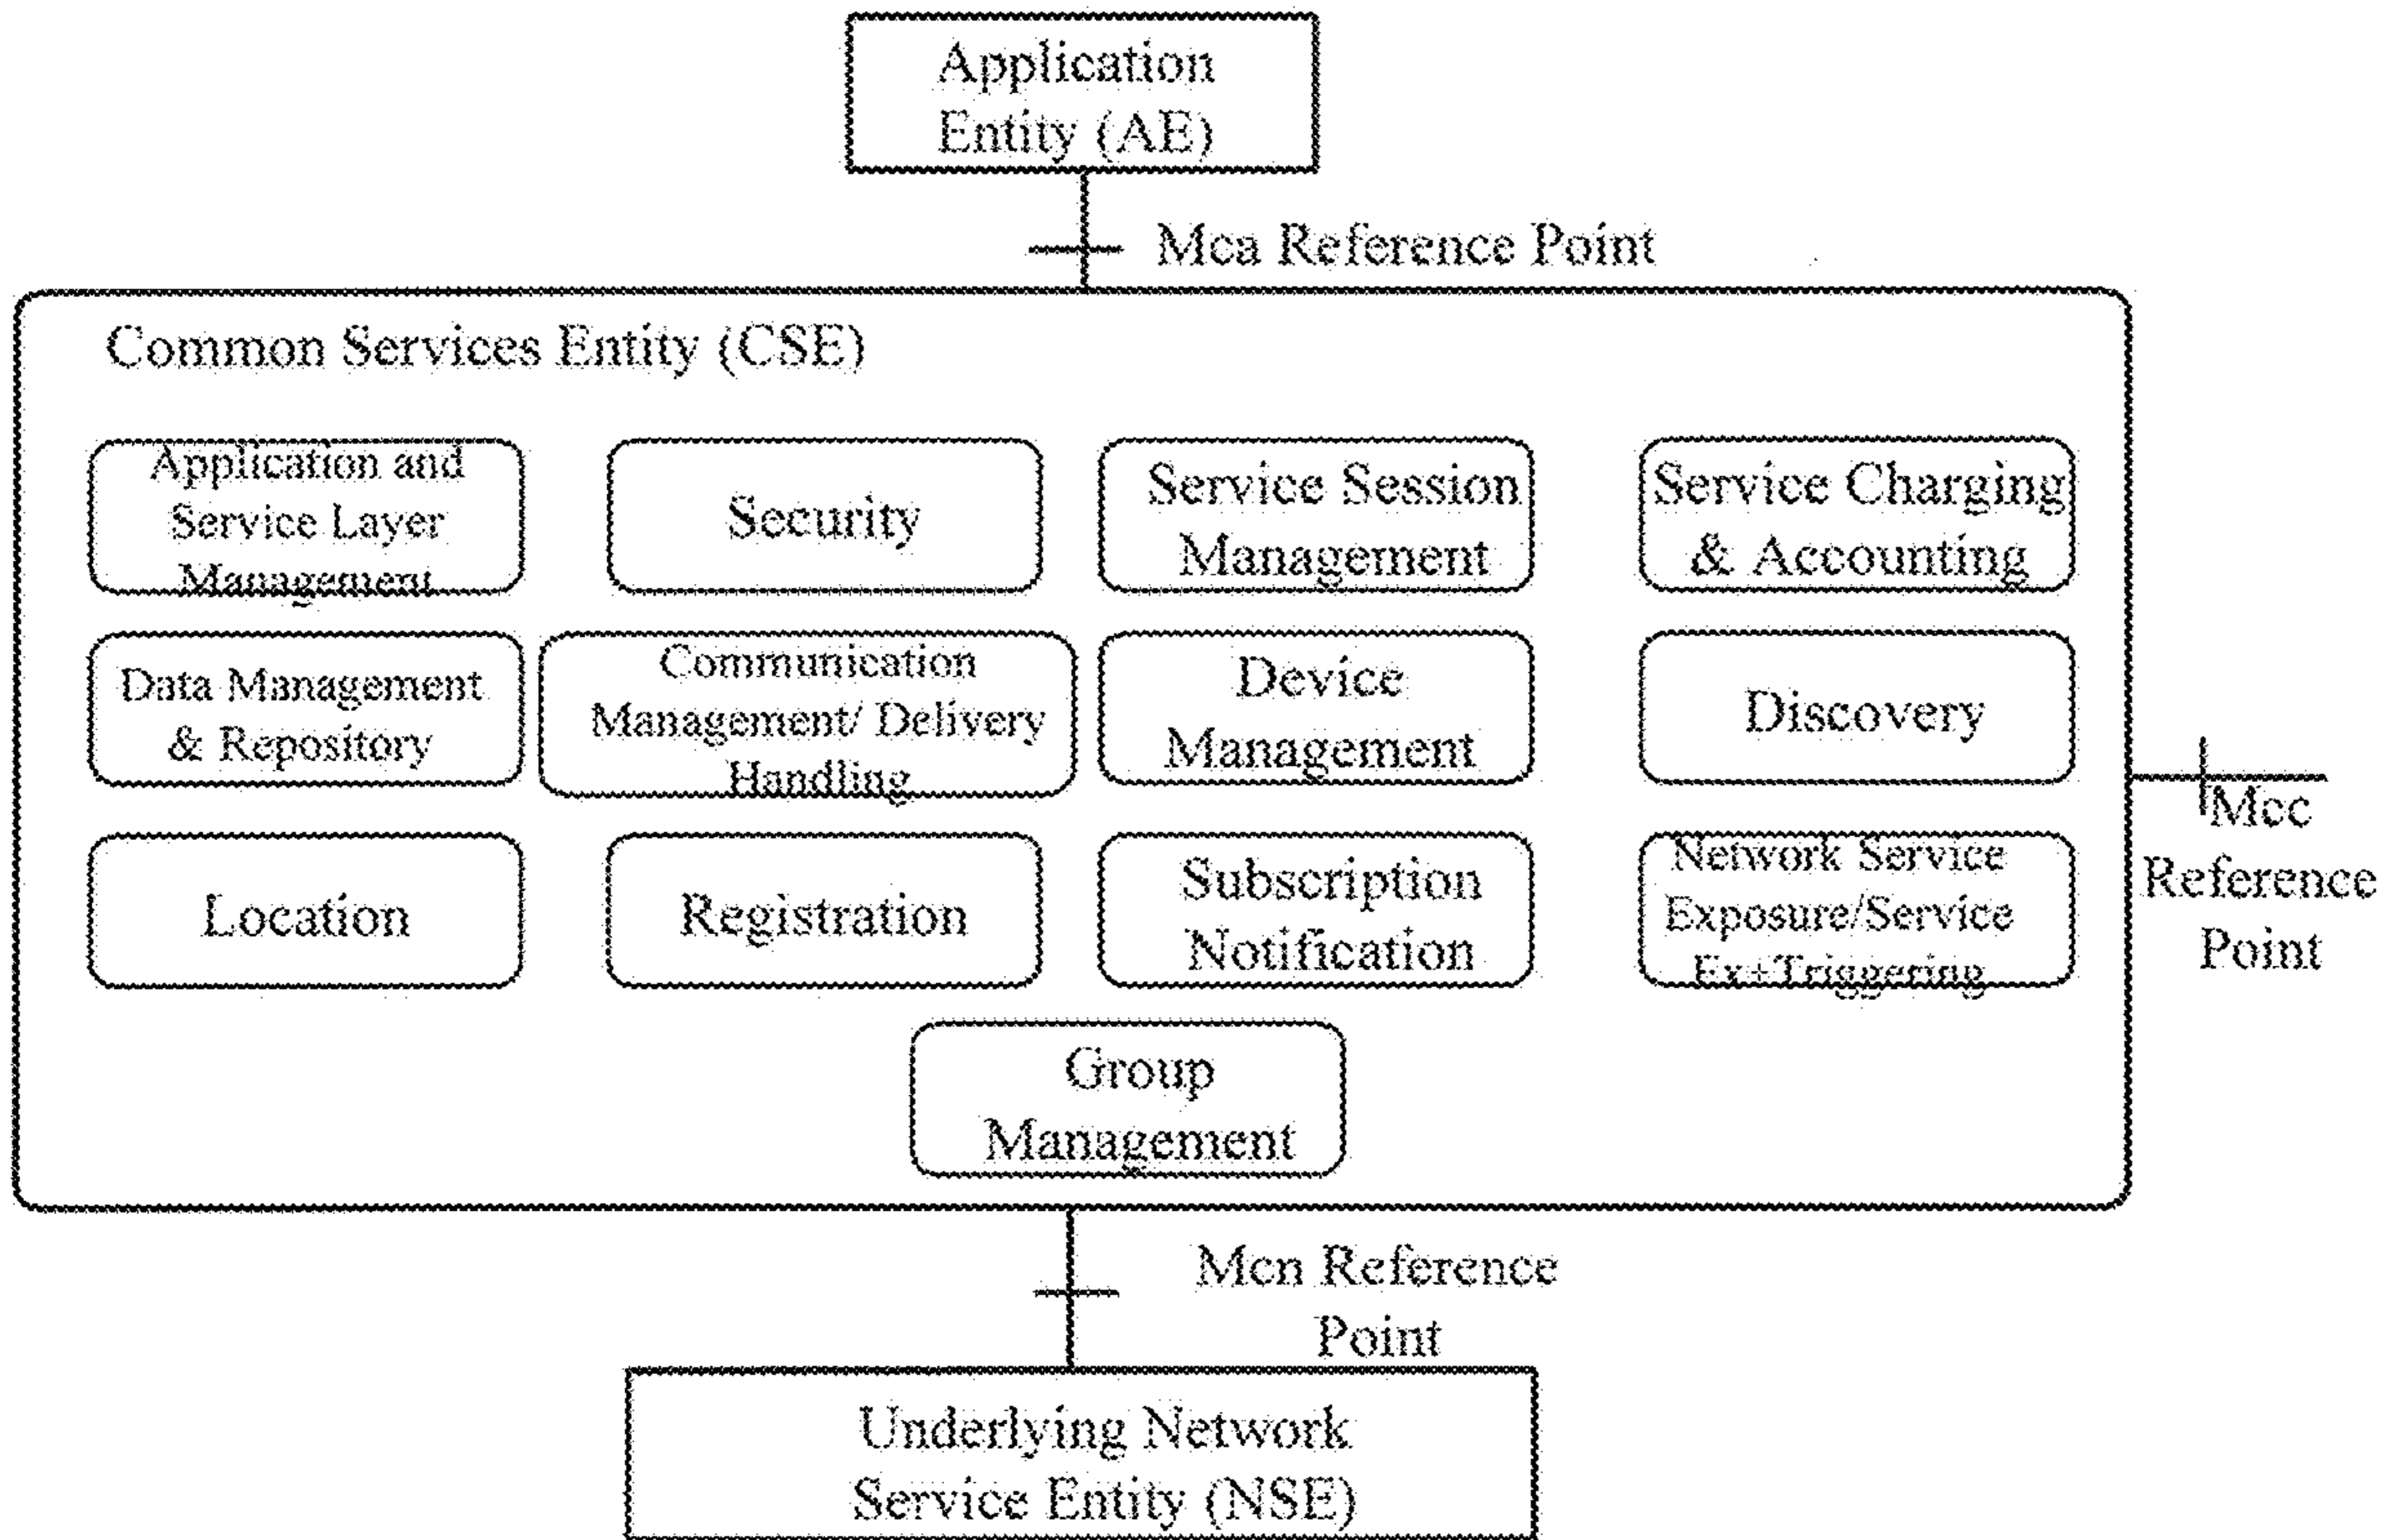 Application
Entity (AE)
Mca Reference Point
Common Services Entity (CSE)
Application and
Service Layer
Management
Security
Service Session
Management
Service Charging
& Accounting
Data Management
& Repository
Communication
Management/ Delivery
Handling
Device
Management
Discovery
Mcc
Reference
Point
Location
Registration
Subscription
Notification
Network Service
Exposure/Service
Ex+Triggering
Group
Management
Mcn Reference
Point
Underlying Network
Service Entity (NSE)